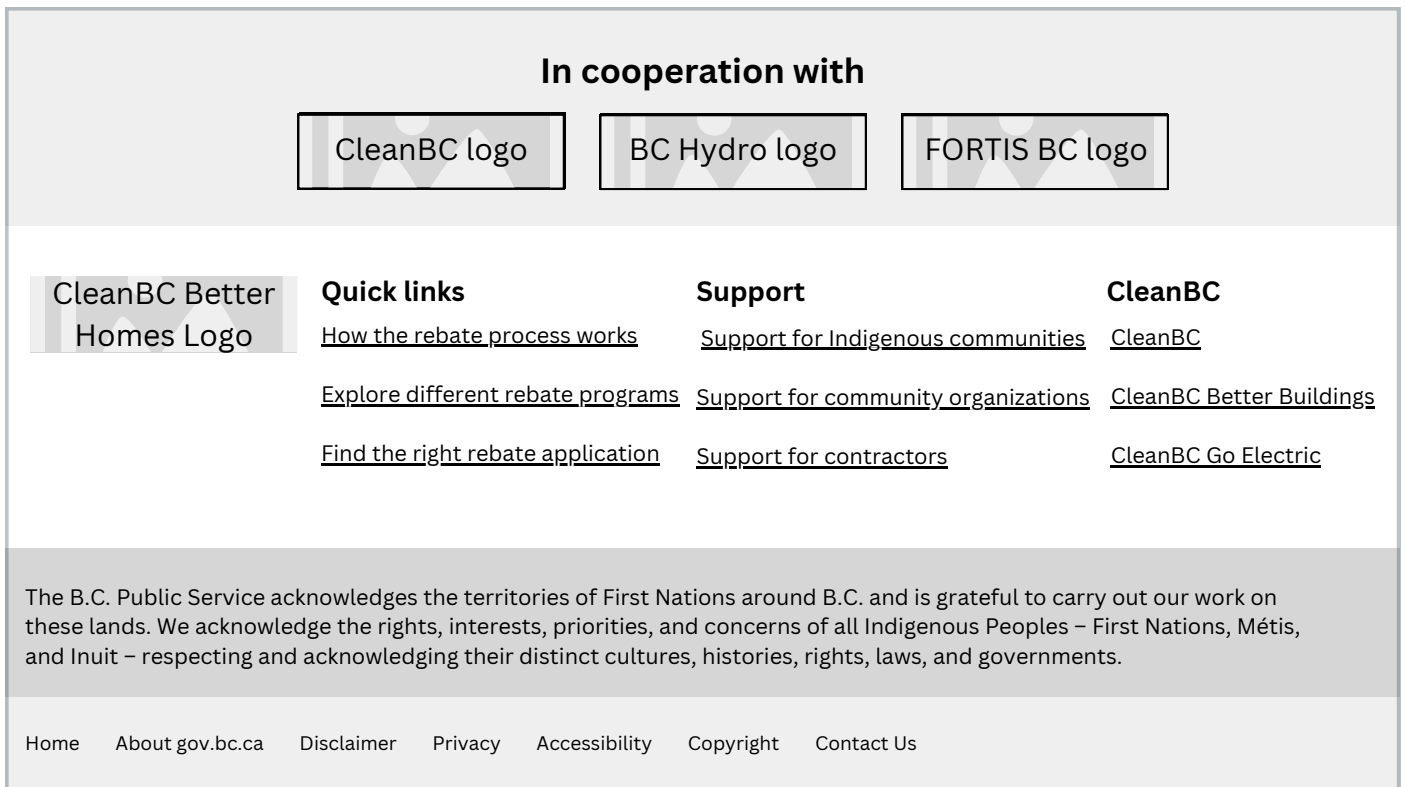 In cooperation with
CleanBC logo
BC Hydro logo
FORTIS BC logo
CleanBC Better
Homes Logo
Quick links
How the rebate process works
Explore different rebate programs
Find the right rebate application
Support
Support for Indigenous communities
Support for community organizations
Support for contractors
CleanBC
CleanBC
CleanBC Better Buildings
CleanBC Go Electric
The B.C. Public Service acknowledges the territories of First Nations around B.C. and is grateful to carry out our work on
these lands. We acknowledge the rights, interests, priorities, and concerns of all Indigenous Peoples – First Nations, Métis,
and Inuit – respecting and acknowledging their distinct cultures, histories, rights, laws, and governments.
Home About gov.bc.ca Disclaimer Privacy Accessibility Copyright Contact Us